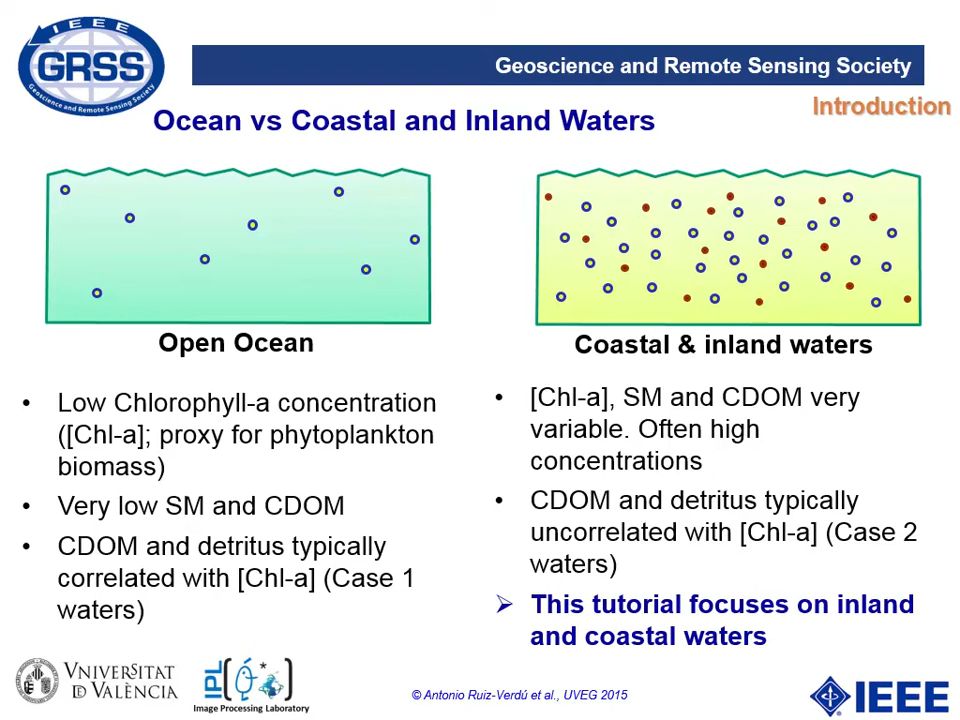 IEEE
GRSS
Geoscience and Remote Sensing Society
Geoscience and Remote Sensing Society
Introduction
Ocean vs Coastal and Inland Waters
Open Ocean
• Low Chlorophyll-a concentration
([Chl-a]; proxy for phytoplankton
biomass)
• Very low SM and CDOM
• CDOM and detritus typically
correlated with [Chl-a] (Case 1
waters)
Coastal & inland waters
• [Chl-a], SM and CDOM very
variable. Often high
concentrations
• CDOM and detritus typically
uncorrelated with [Chl-a] (Case 2
waters)
➢ This tutorial focuses on inland
and coastal waters
VNIVERSITAT
D VALÈNCIA
IPL
Image Processing Laboratory
© Antonio Ruiz-Verdú et al., UVEG 2015
IEEE